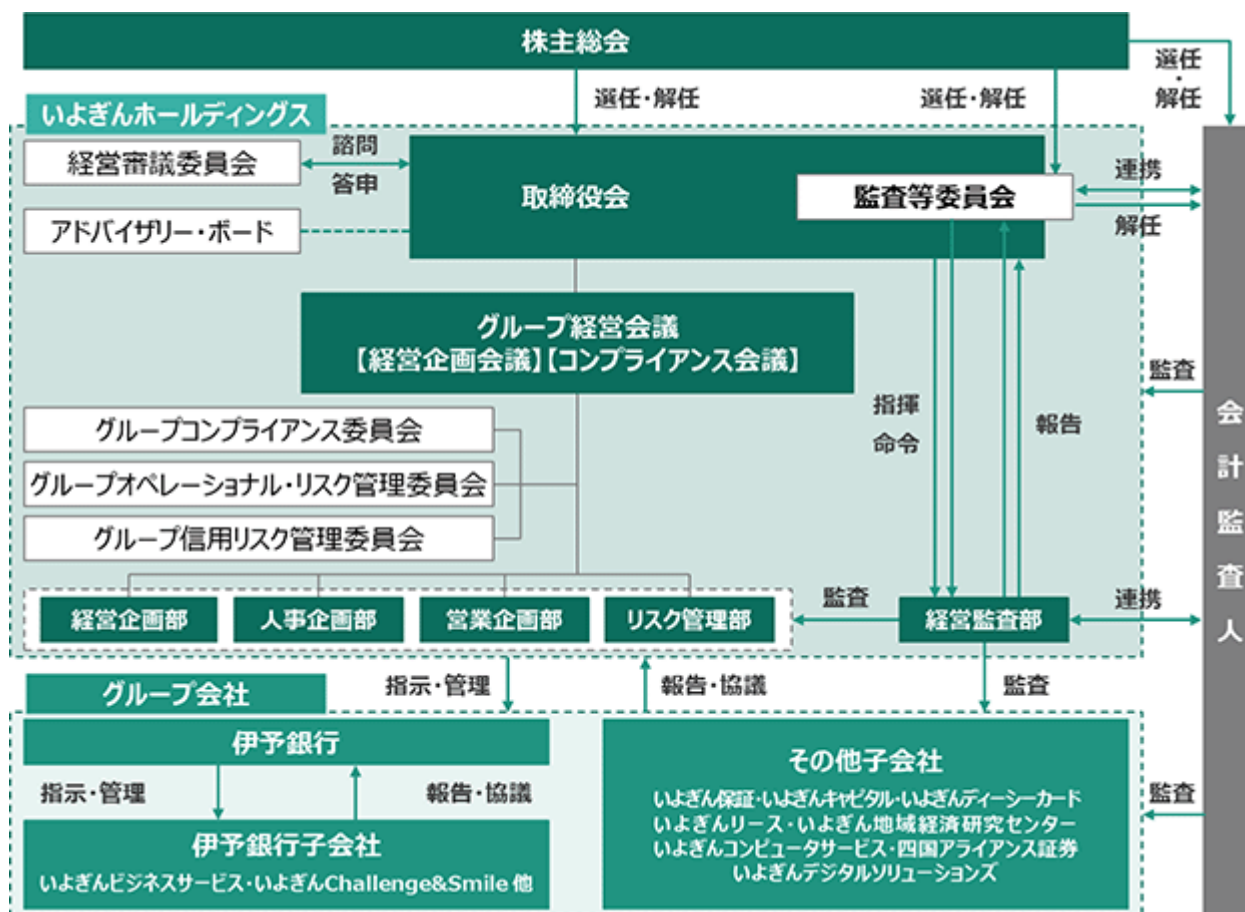 株主総会
選任・解任
選任・解任
選任
・
解任
いよぎんホールディングス
経営審議委員会
諮問
答申
取締役会
監査等委員会
連携
解任
アドバイザリー・ボード
グループ経営会議
【経営企画会議】【コンプライアンス会議】
監査
指揮
命令
報告
会計監査人
グループコンプライアンス委員会
グループオペレーショナル・リスク管理委員会
グループ信用リスク管理委員会
経営企画部
人事企画部
営業企画部
リスク管理部
監査
経営監査部
連携
指示・管理
報告・協議
監査
グループ会社
伊予銀行
指示・管理
報告・協議
伊予銀行子会社
いよぎんビジネスサービス・いよぎんChallenge&Smile 他
その他子会社
いよぎん保証・いよぎんキャピタル・いよぎんディーシーカード
いよぎんリース・いよぎん地域経済研究センター
いよぎんコンピュータサービス・四国アライアンス証券
いよぎんデジタルソリューションズ
監査